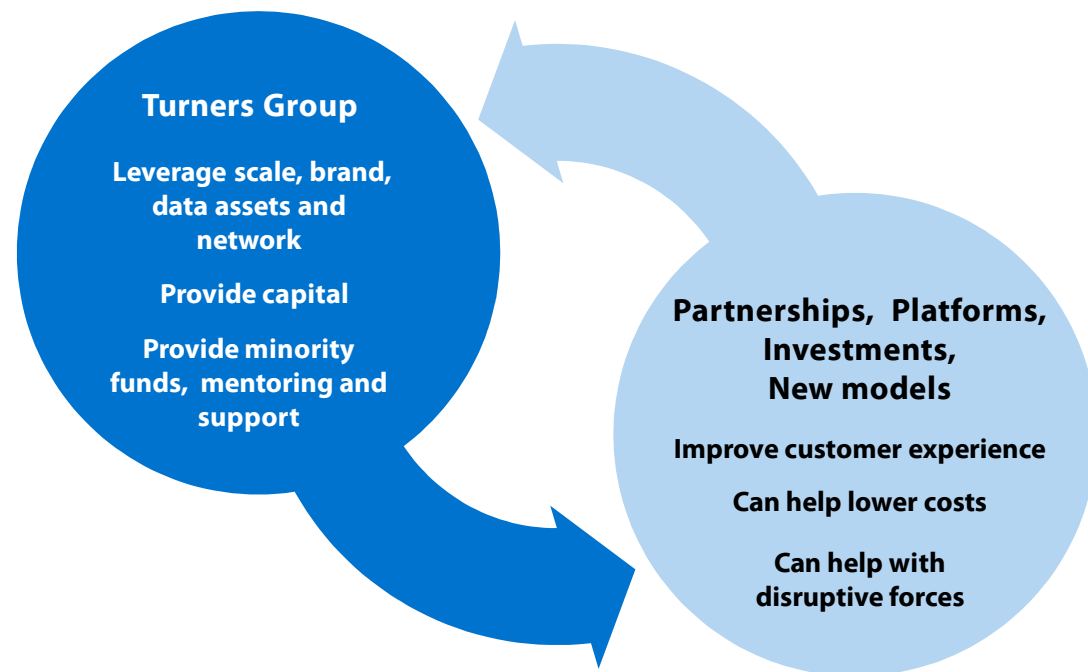 Turners Group
Leverage scale, brand,
data assets and
network
Provide capital
Provide minority
funds, mentoring and
support
Partnerships, Platforms,
Investments,
New models
Improve customer experience
Can help lower costs
Can help with
disruptive forces